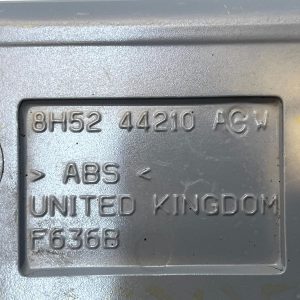 8H52 44210 ACW
> ABS <
UNITED KINGDOM
F636B